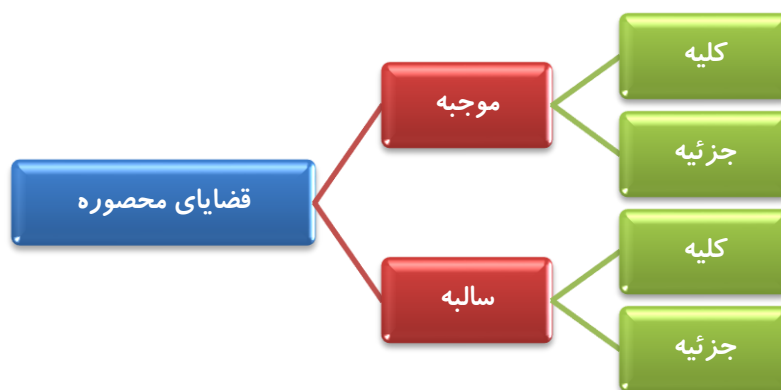 قضایای محصوره
موجبه
کلیه
جزئیه
سالبه
کلیه
جزئیه